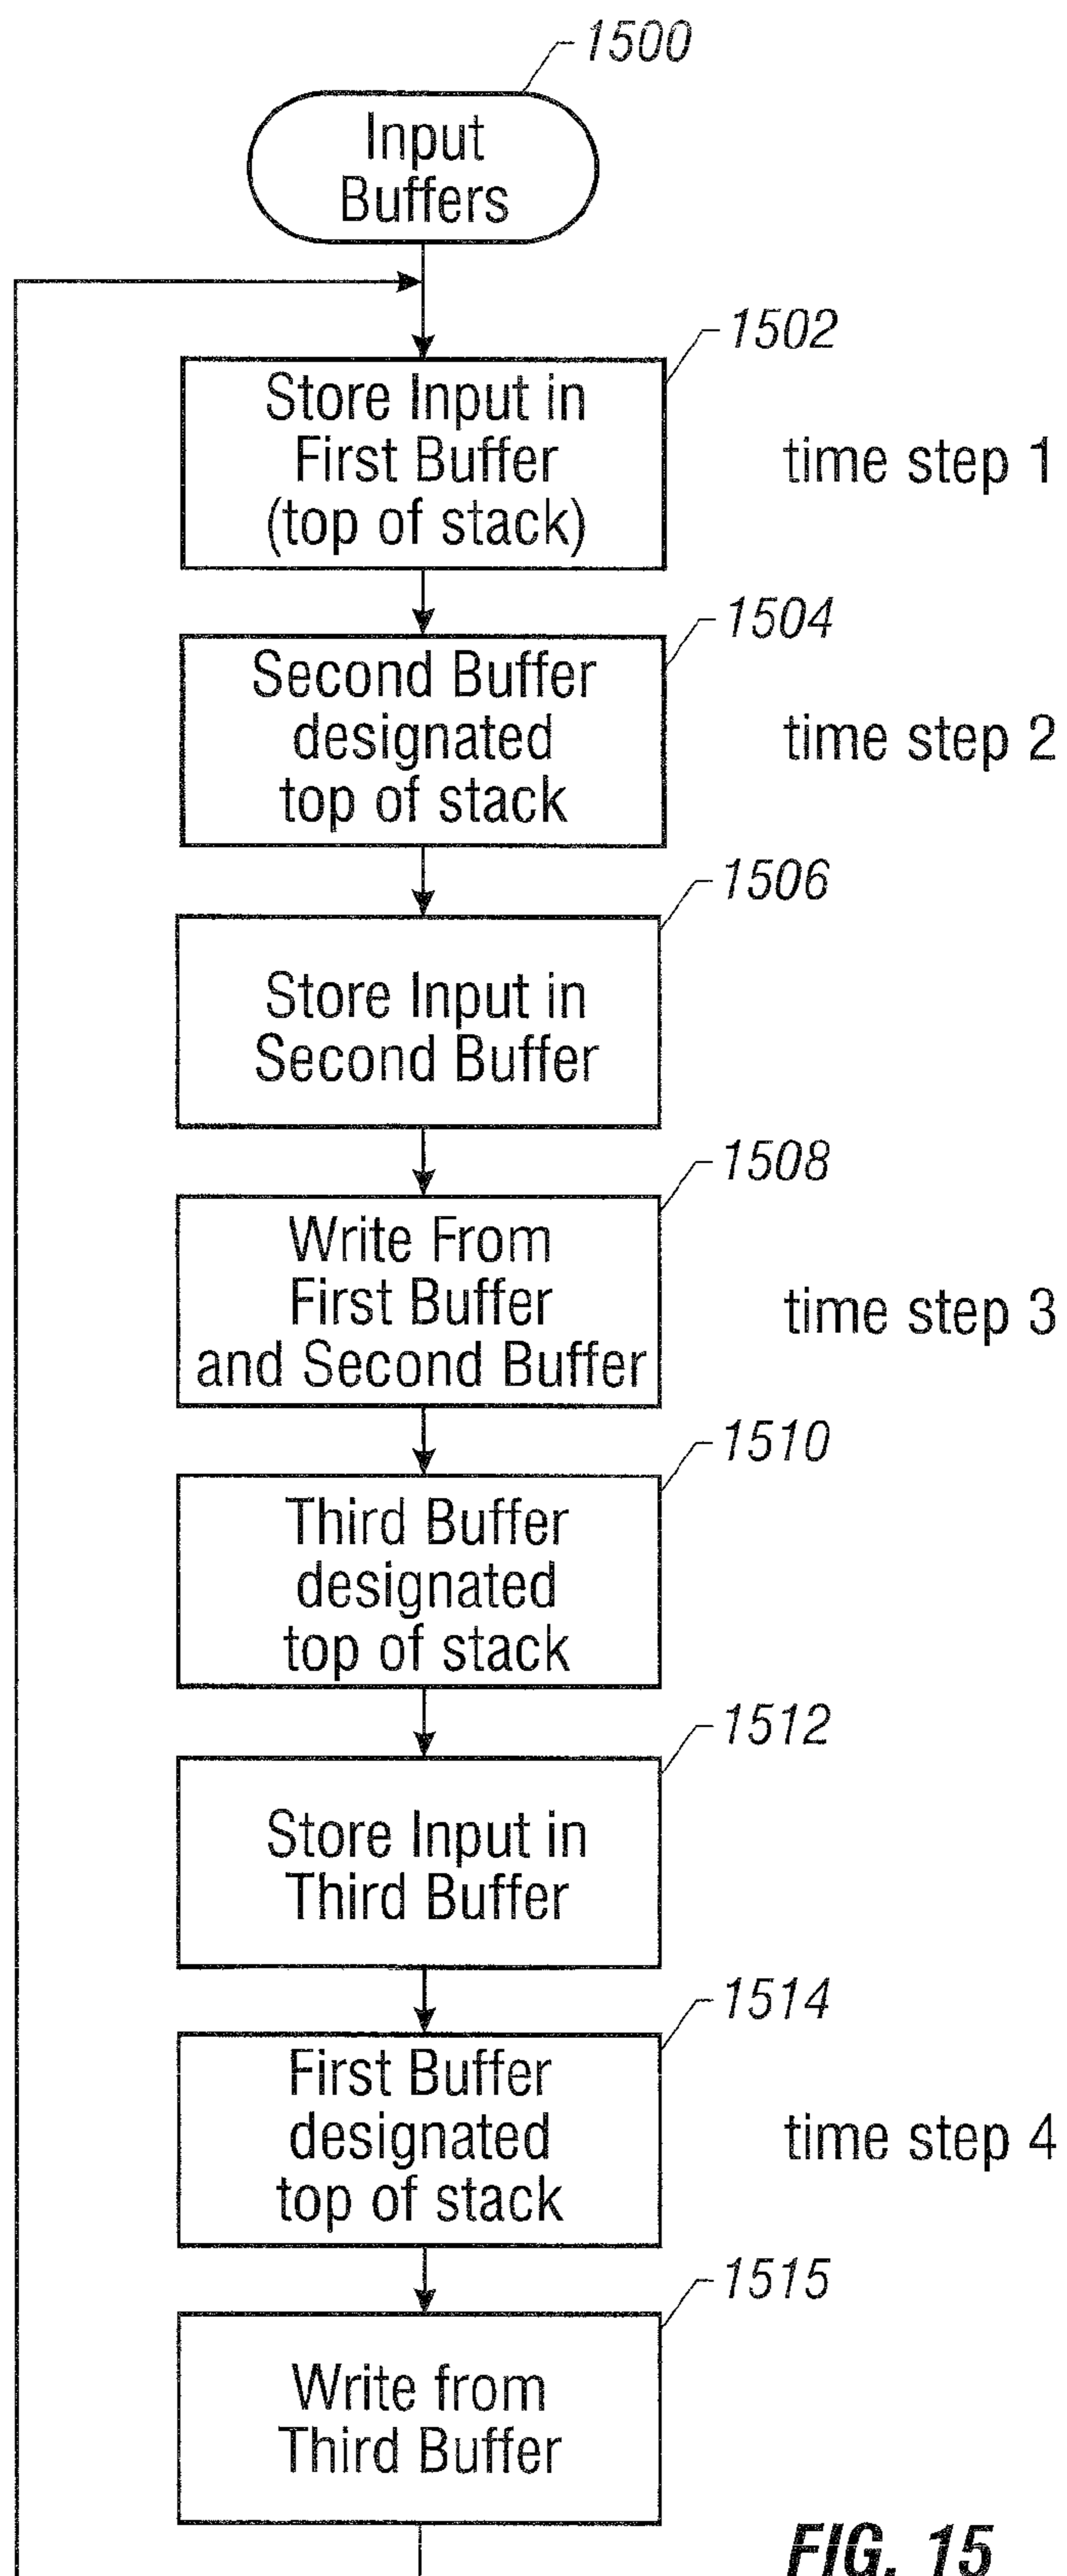 1500
Input
Buffers
1502
Store Input in
First Buffer
(top of stack)
time step 1
1504
Second Buffer
designated
top of stack
time step 2
1506
Store Input in
Second Buffer
1508
Write From
First Buffer
and Second Buffer
time step 3
1510
Third Buffer
designated
top of stack
1512
Store Input in
Third Buffer
1514
First Buffer
designated
top of stack
time step 4
1515
Write from
Third Buffer
FIG. 15